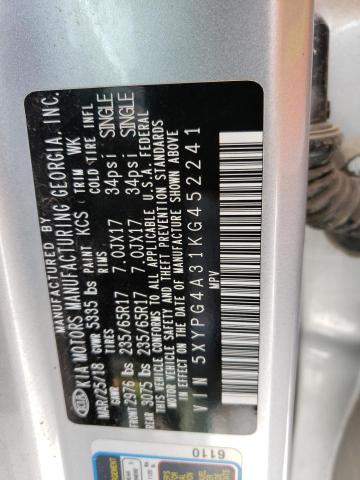 MANUFACTURED BY
KIA MOTORS MANUFACTURING GEORGIA, INC.
MAR/25/18 GVWR 5335 lbs PAINT KCS TRIM WK
GAWR TIRES RIMS COLD TIRE INFL
FRONT 2976 lbs 235/65R17 7.0JX17 34psi SINGLE
REAR 3075 lbs 235/65R17 7.0JX17 34psi SINGLE
THIS VEHICLE CONFORMS TO ALL APPLICABLE U.S.A. FEDERAL
MOTOR VEHICLE SAFETY AND THEFT PREVENTION
STANDARDS IN EFFECT ON THE DATE OF MANUFACTURE SHOWN ABOVE
VIN 5XYPG4A31KG452241
MPV
KIA
6110